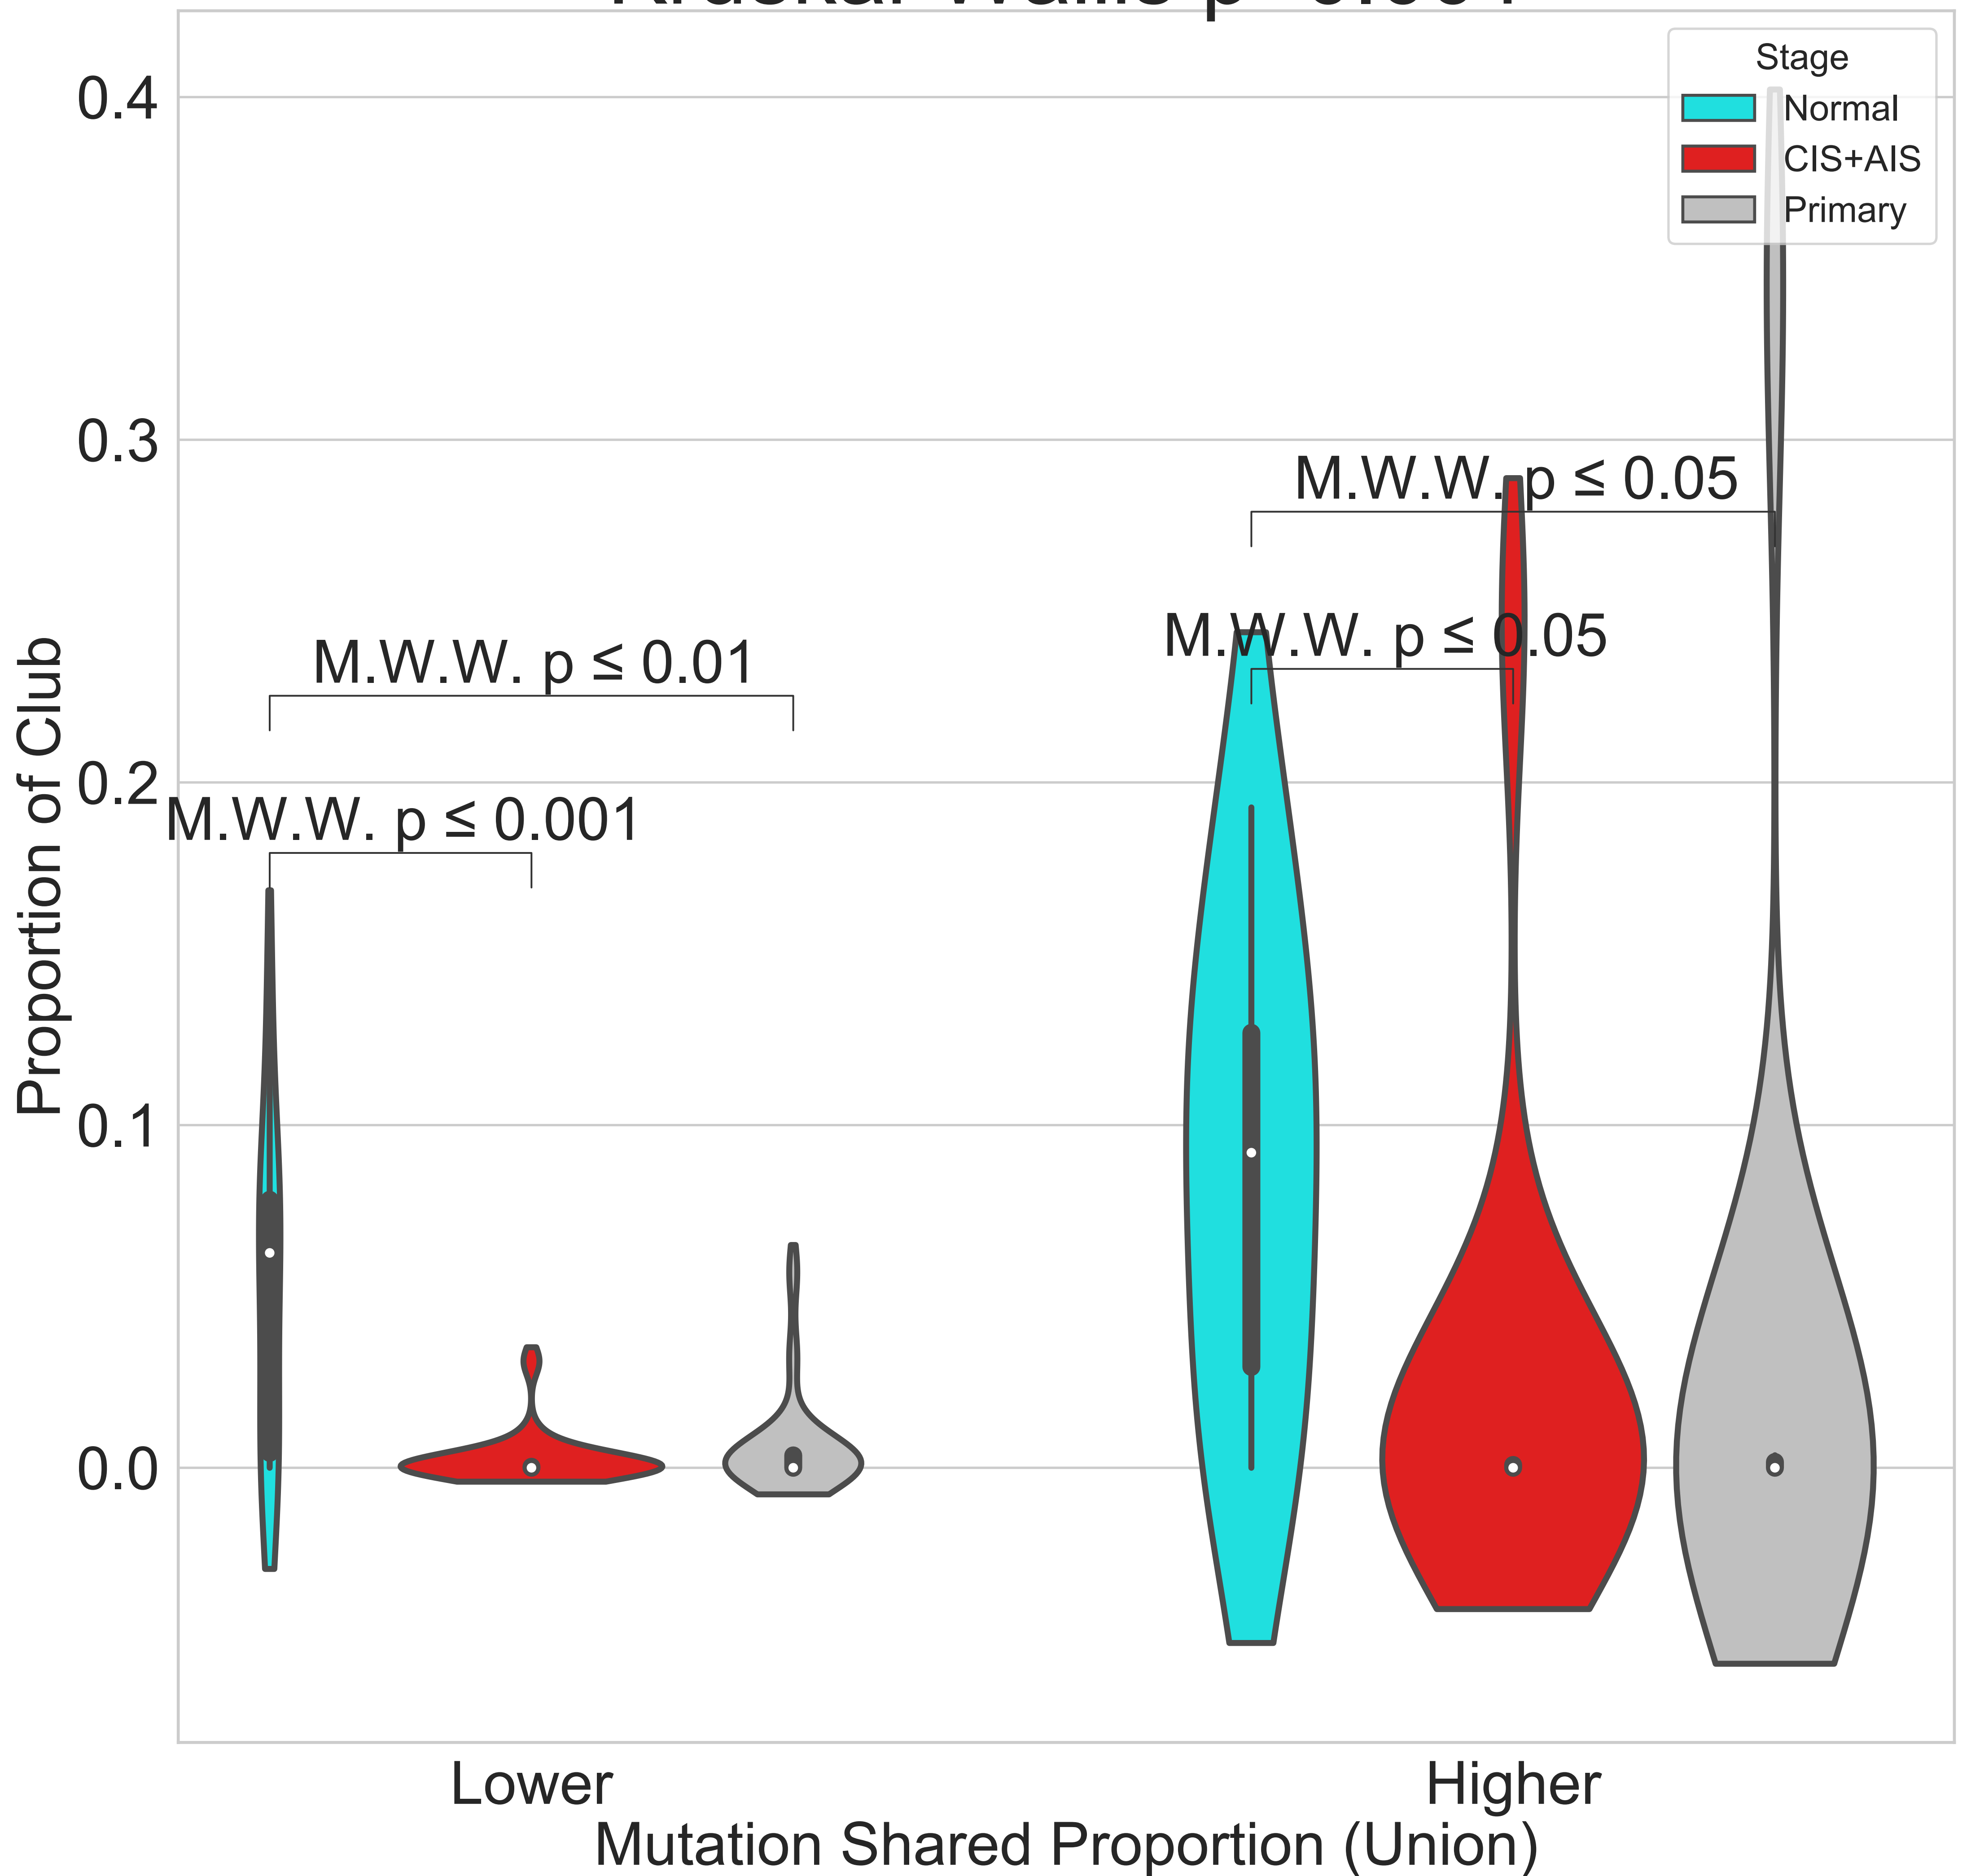 Stage
Normal
CIS+AIS
Primary
0.4
0.3
0.2
0.1
0.0
Proportion of Club
M.W.W. p ≤ 0.05
M.W.W. p ≤ 0.05
M.W.W. p ≤ 0.01
M.W.W. p ≤ 0.001
Lower
Higher
Mutation Shared Proportion (Union)